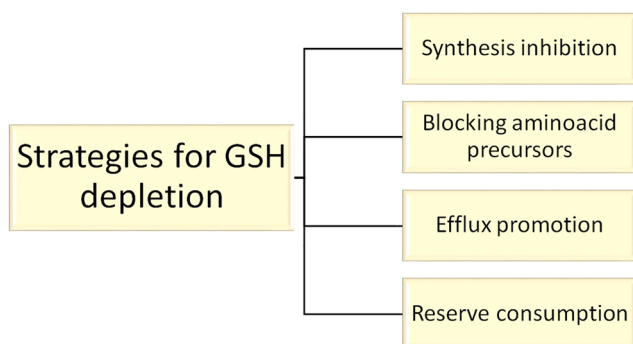 Strategies for GSH
depletion
Synthesis inhibition
Blocking aminoacid
precursors
Efflux promotion
Reserve consumption